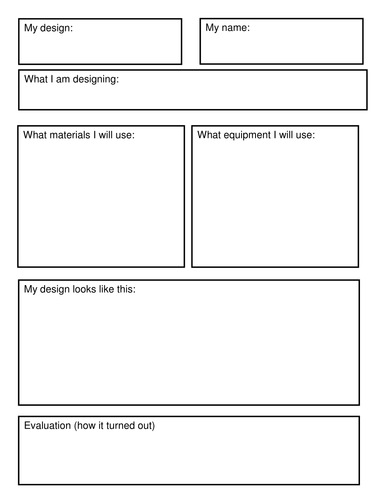 My design:
My name:
What I am designing:
What materials I will use:
What equipment I will use:
My design looks like this:
Evaluation (how it turned out)